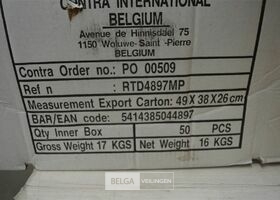 CONTRA INTERNATIONAL
BELGIUM
Avenue de Hinnisdael 75
1150 Woluwe-Saint-Pierre
BELGIUM
Contra Order no.: PO 00509
Ref n : RTD4897MP
Measurement Export Carton: 49 X 38 X 26 cm
BAR/EAN code: 5414385044897
Qty Inner Box 50 PCS
Gross Weight 17 KGS Net Weight 16 KGS
BELGA VEILINGEN